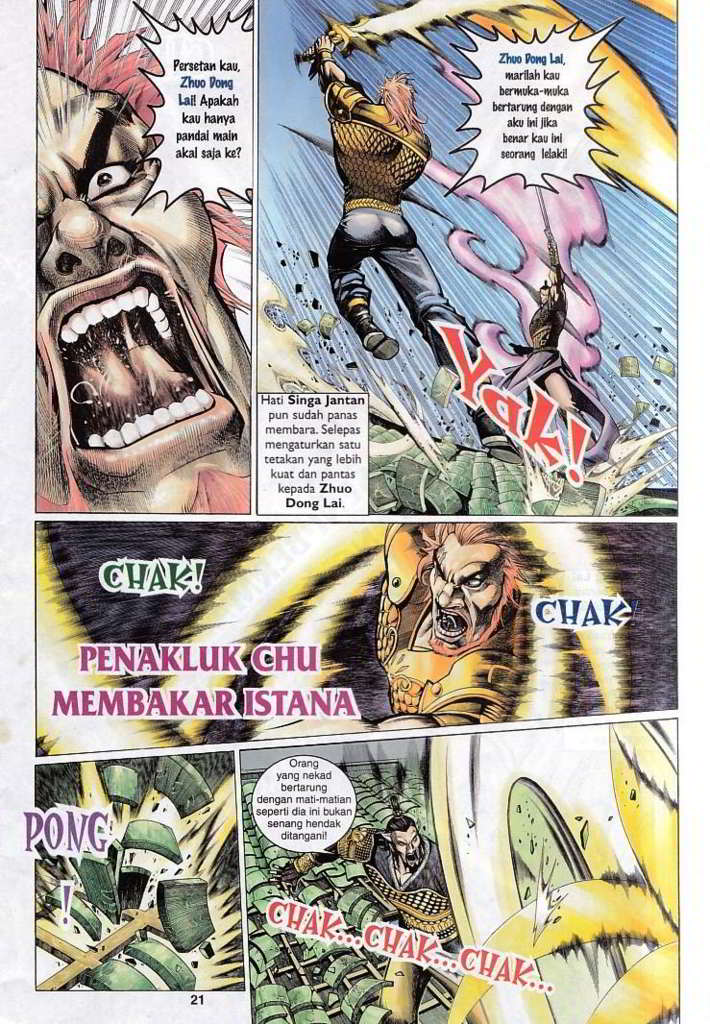 Persetan kau,
Zhuo Dong
Lai! Apakah
kau hanya
pandai main
akal saja ke?
Zhuo Dong Lai,
marilah kau
bermuka-muka
bertarung dengan
aku ini jika
benar kau ini
seorang lelaki!
Hati Singa Jantan
pun sudah panas
membara. Selepas
mengaturkan satu
tetakan yang lebih
kuat dan pantas
kepada Zhuo
Dong Lai.
Yak!
CHAK!
CHAK!
PENAKLUK CHU
MEMBAKAR ISTANA
PONG
!
Orang
yang nekad
bertarung
dengan mati-matian
seperti dia ini bukan
senang hendak
ditangani!
CHAK...CHAK...CHAK...
21